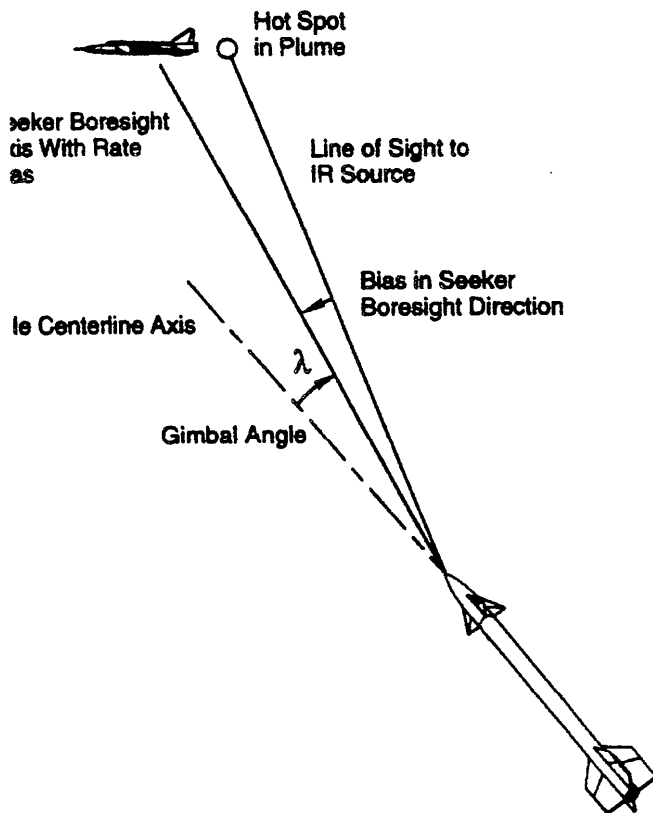 Hot Spot
in Plume
eeker Boresight
xis With Rate
as
Line of Sight to
IR Source
Bias in Seeker
Boresight Direction
le Centerline Axis
λ
Gimbal Angle